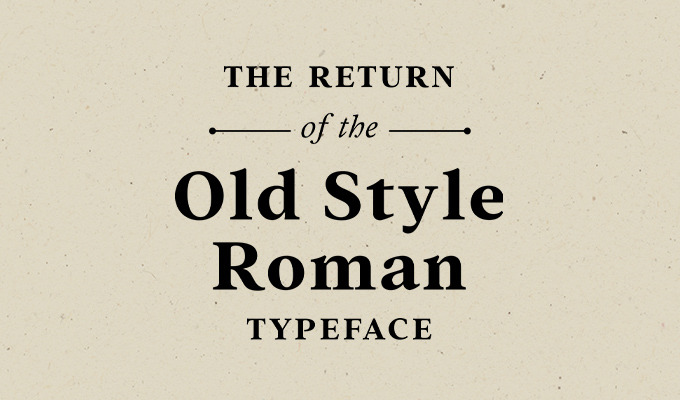 THE RETURN
of the
Old Style
Roman
TYPEFACE